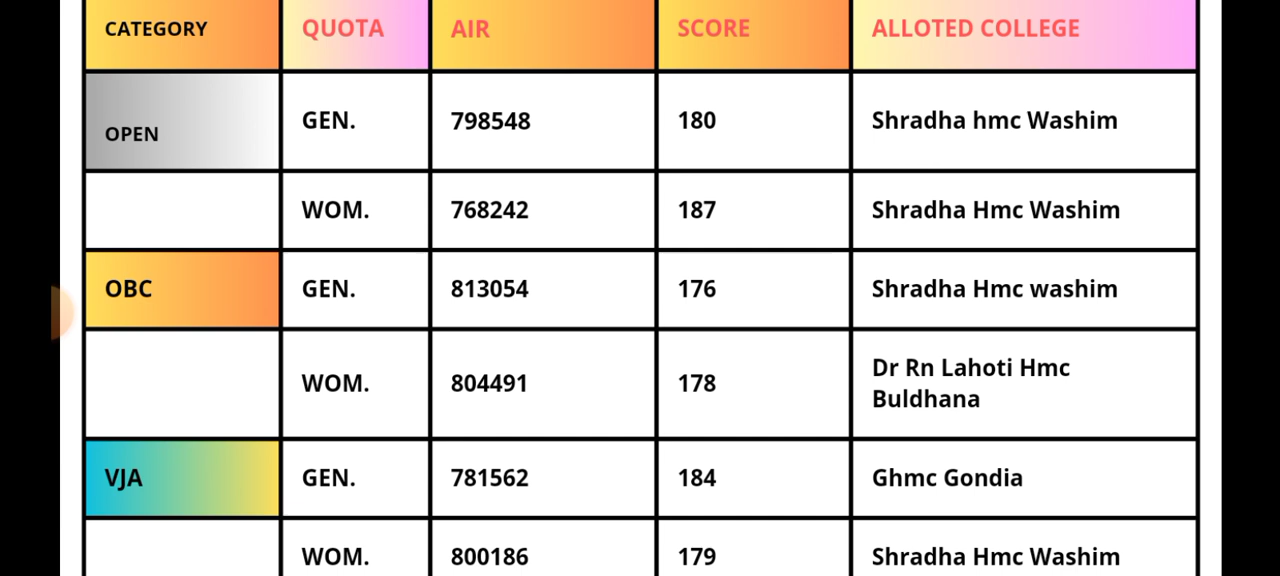 CATEGORY QUOTA AIR SCORE ALLOTED COLLEGE
OPEN GEN. 798548 180 Shradha hmc Washim
WOM. 768242 187 Shradha Hmc Washim
OBC GEN. 813054 176 Shradha Hmc washim
WOM. 804491 178 Dr Rn Lahoti Hmc
Buldhana
VJA GEN. 781562 184 Ghmc Gondia
WOM. 800186 179 Shradha Hmc Washim